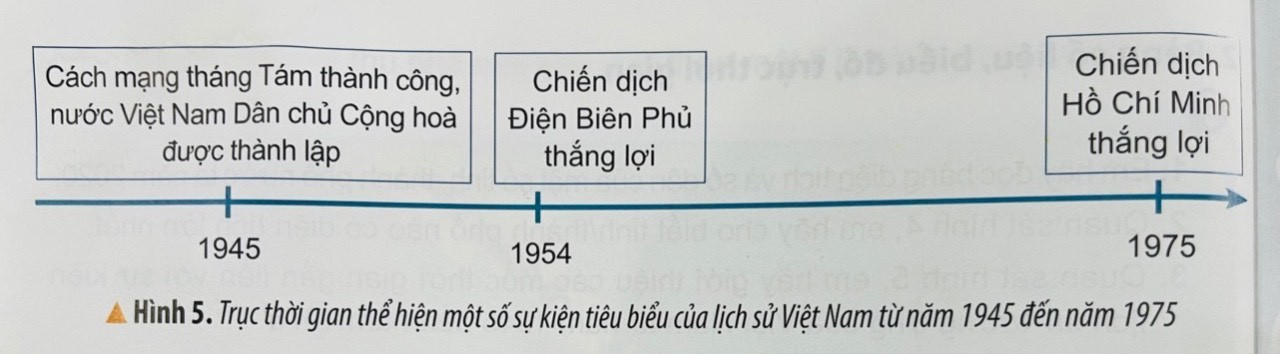 Cách mạng tháng Tám thành công,
nước Việt Nam Dân chủ Cộng hoà
được thành lập
Chiến dịch
Điện Biên Phủ
thắng lợi
Chiến dịch
Hồ Chí Minh
thắng lợi
1945
1954
1975
Hình 5. Trục thời gian thể hiện một số sự kiện tiêu biểu của lịch sử Việt Nam từ năm 1945 đến năm 1975